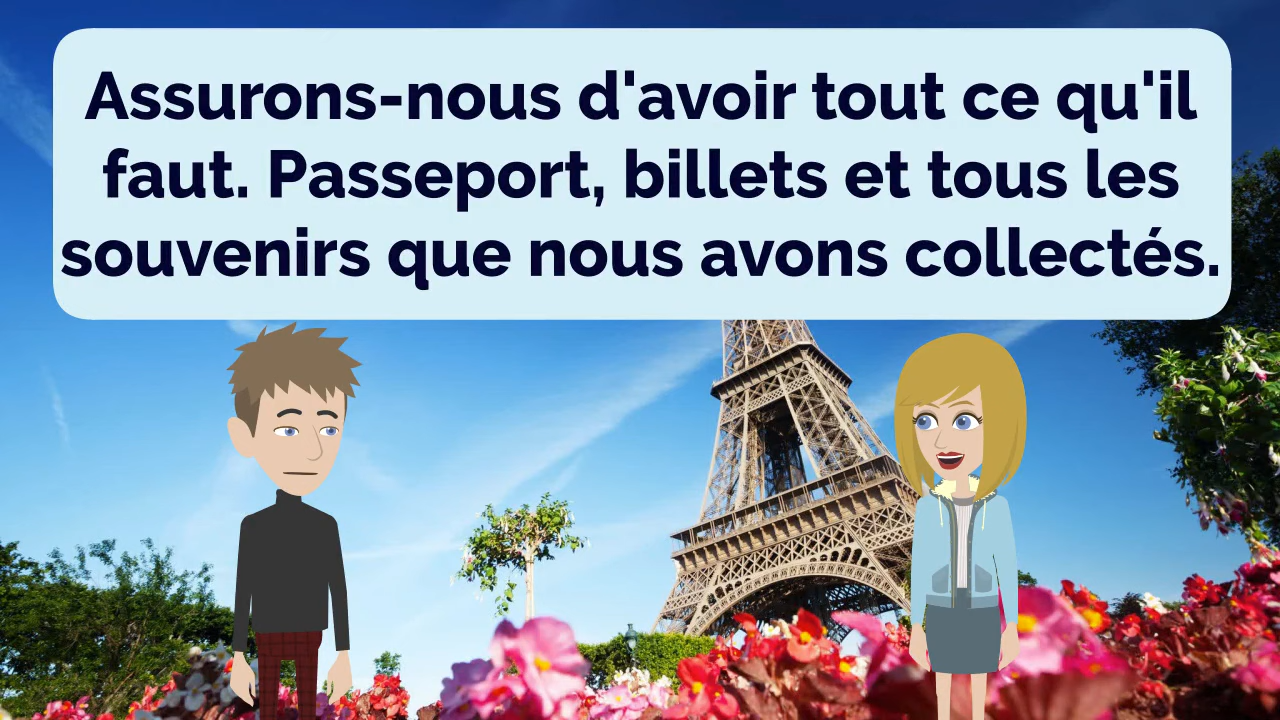 Assurons-nous d'avoir tout ce qu'il
faut. Passeport, billets et tous les
souvenirs que nous avons collectés.